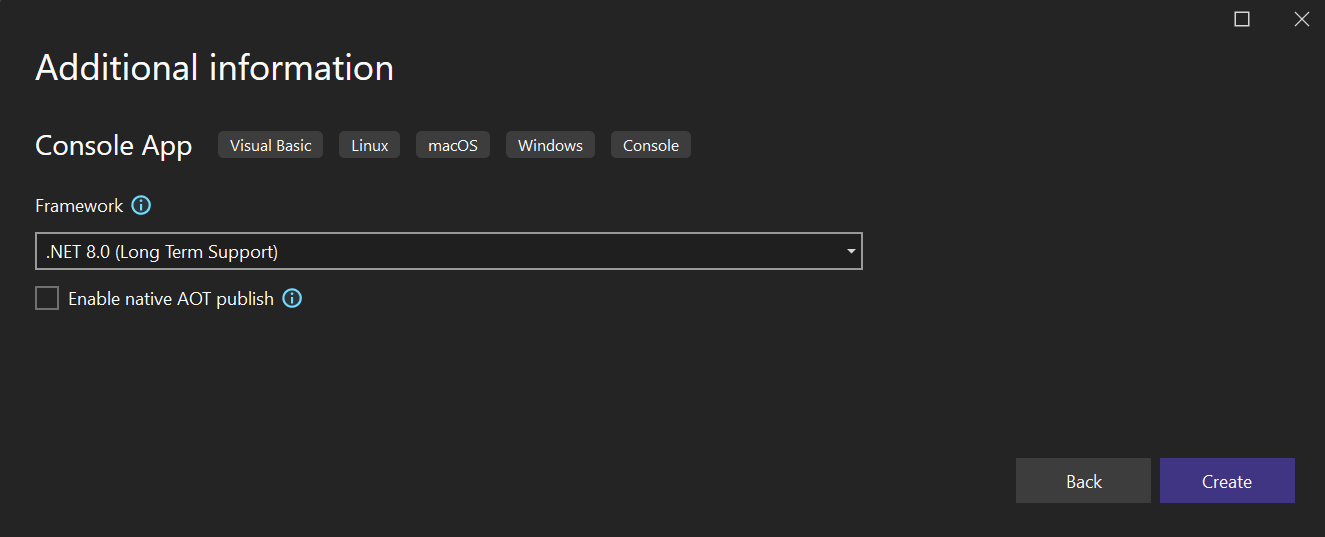 Additional information
Console App Visual Basic Linux macOS Windows Console
Framework
.NET 8.0 (Long Term Support)
Enable native AOT publish
Back Create